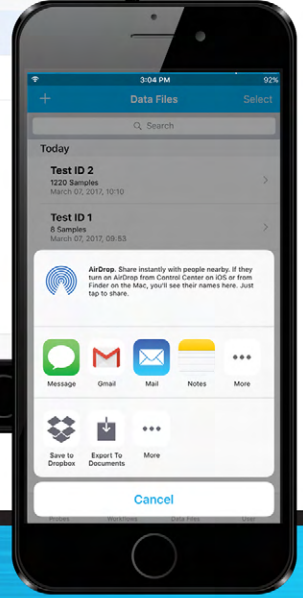 3:04 PM 92%
+ Data Files Select
Search
Today
Test ID 2
1220 Samples
March 07, 2017, 10:10
Test ID 1
8 Samples
March 07, 2017, 09:53
AirDrop. Share instantly with people nearby. If they
turn on AirDrop from Control Center on iOS or from
Finder on the Mac, you'll see their names here. Just
tap to share.
Message Gmail Mail Notes More
Save to Export To More
Dropbox Documents
Cancel
Probes Workflows Data Files User